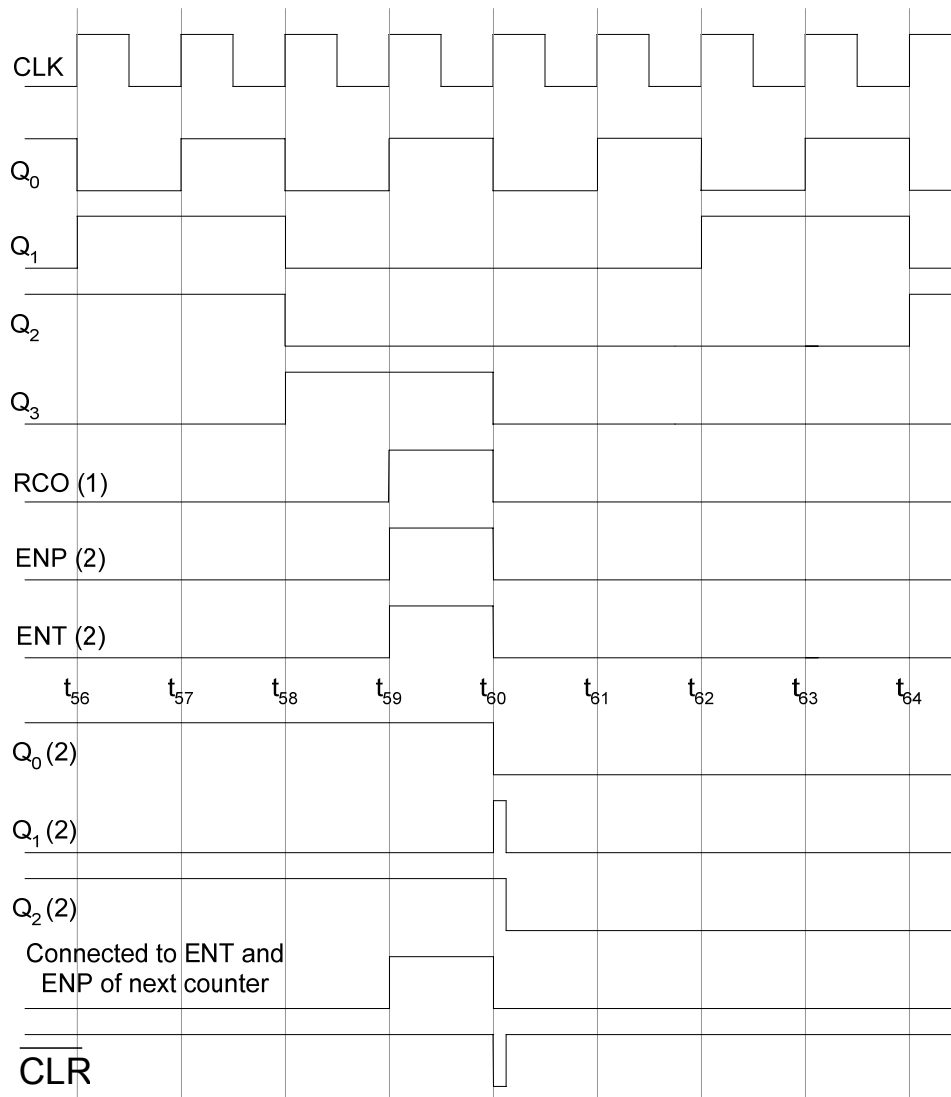 CLK
Q0
Q1
Q2
Q3
RCO (1)
ENP (2)
ENT (2)
t56 t57 t58 t59 t60 t61 t62 t63 t64
Q0 (2)
Q1 (2)
Q2 (2)
Connected to ENT and
ENP of next counter
CLR